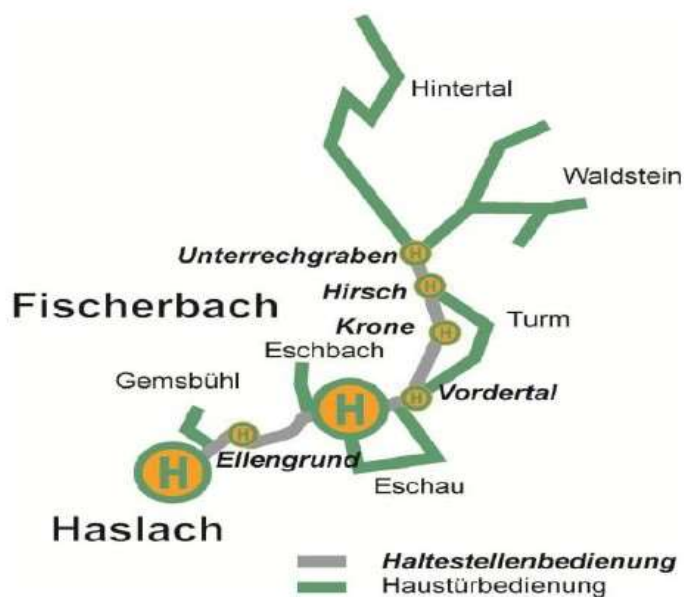 Hintertal
Waldstein
Unterrechgraben
H
Hirsch
H
Fischerbach
Krone
H
Turm
Eschbach
Gemsbühl
H
Vordertal
H
H
Ellengrund
H
Eschau
Haslach
Haltestellenbedienung
Haustürbedienung